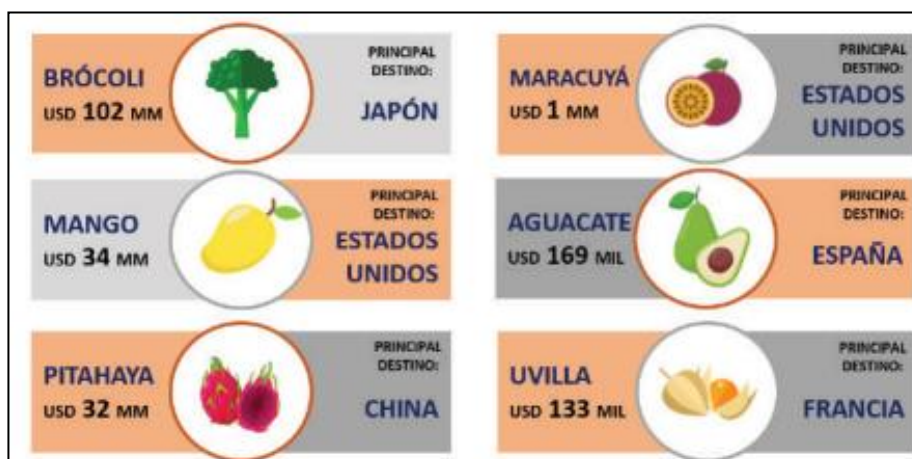 BRÓCOLI
USD 102 MM
PRINCIPAL
DESTINO:
JAPÓN
MARACUYÁ
USD 1 MM
PRINCIPAL
DESTINO:
ESTADOS
UNIDOS
MANGO
USD 34 MM
PRINCIPAL
DESTINO:
ESTADOS
UNIDOS
AGUACATE
USD 169 MIL
PRINCIPAL
DESTINO:
ESPAÑA
PITAHAYA
USD 32 MM
PRINCIPAL
DESTINO:
CHINA
UVILLA
USD 133 MIL
PRINCIPAL
DESTINO:
FRANCIA